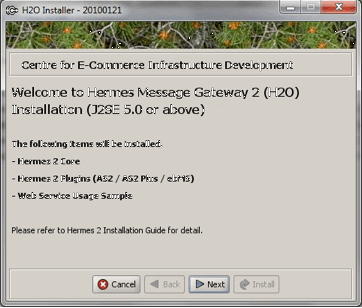 H2O Installer - 20100121
Centre for E-Commerce Infrastructure Development
Welcome to Hermes Message Gateway 2 (H2O)
Installation (J2SE 5.0 or above)
The following items will be installed
- Hermes 2 Core
- Hermes 2 Plugins (AS2 / AS2 Plus / ebMS)
- Web Service Usage Sample
Please refer to Hermes 2 Installation Guide for detail.
Cancel Back Next Install